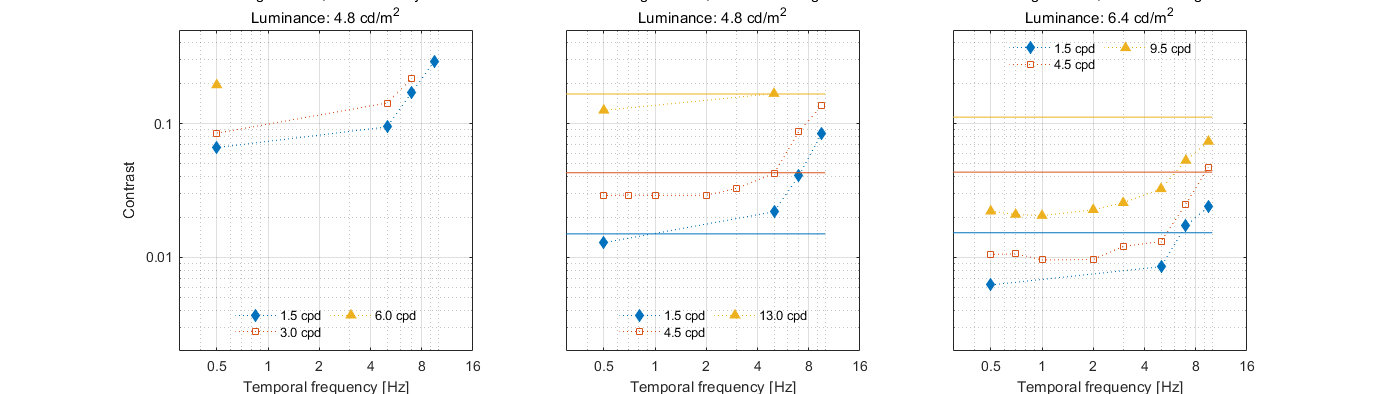 Luminance: 4.8 cd/m²
Contrast
0.1
0.01
0.5 1 2 4 8 16
Temporal frequency [Hz]
1.5 cpd 6.0 cpd
3.0 cpd
Luminance: 4.8 cd/m²
0.5 1 2 4 8 16
Temporal frequency [Hz]
1.5 cpd 13.0 cpd
4.5 cpd
Luminance: 6.4 cd/m²
1.5 cpd 9.5 cpd
4.5 cpd
0.5 1 2 4 8 16
Temporal frequency [Hz]